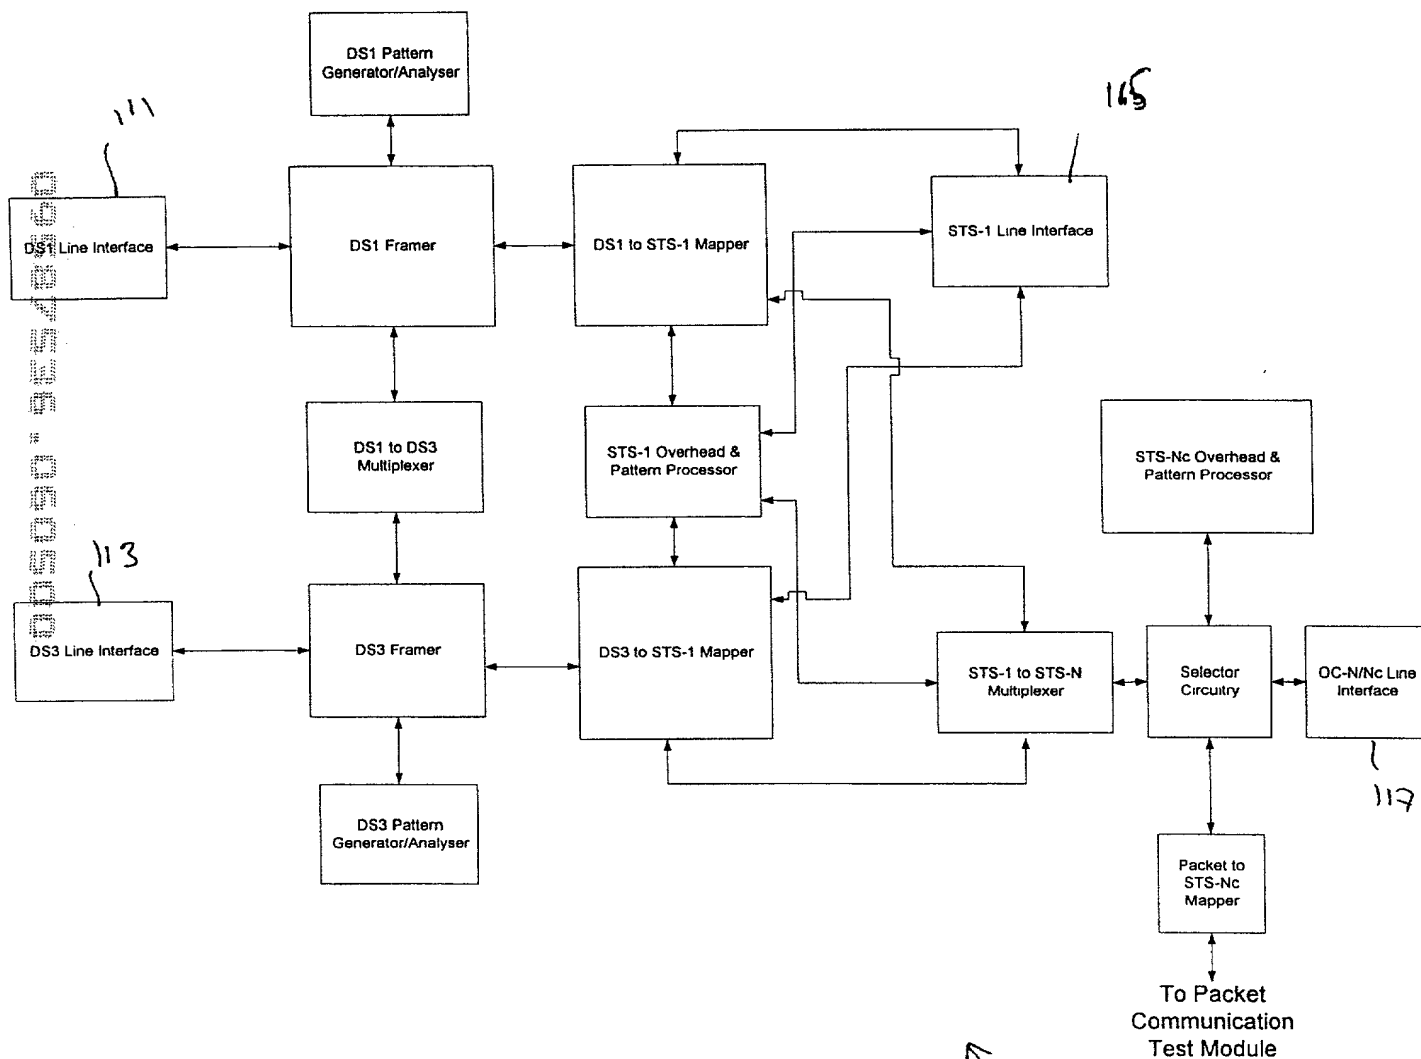 DS1 Pattern
Generator/Analyser
111
165
DS1 Line Interface
DS1 Framer
DS1 to STS-1 Mapper
STS-1 Line Interface
DS1 to DS3
Multiplexer
STS-1 Overhead &
Pattern Processor
STS-Nc Overhead &
Pattern Processor
113
DS3 Line Interface
DS3 Framer
DS3 to STS-1 Mapper
STS-1 to STS-N
Multiplexer
Selector
Circuitry
OC-N/Nc Line
Interface
117
DS3 Pattern
Generator/Analyser
Packet to
STS-Nc
Mapper
To Packet
Communication
Test Module